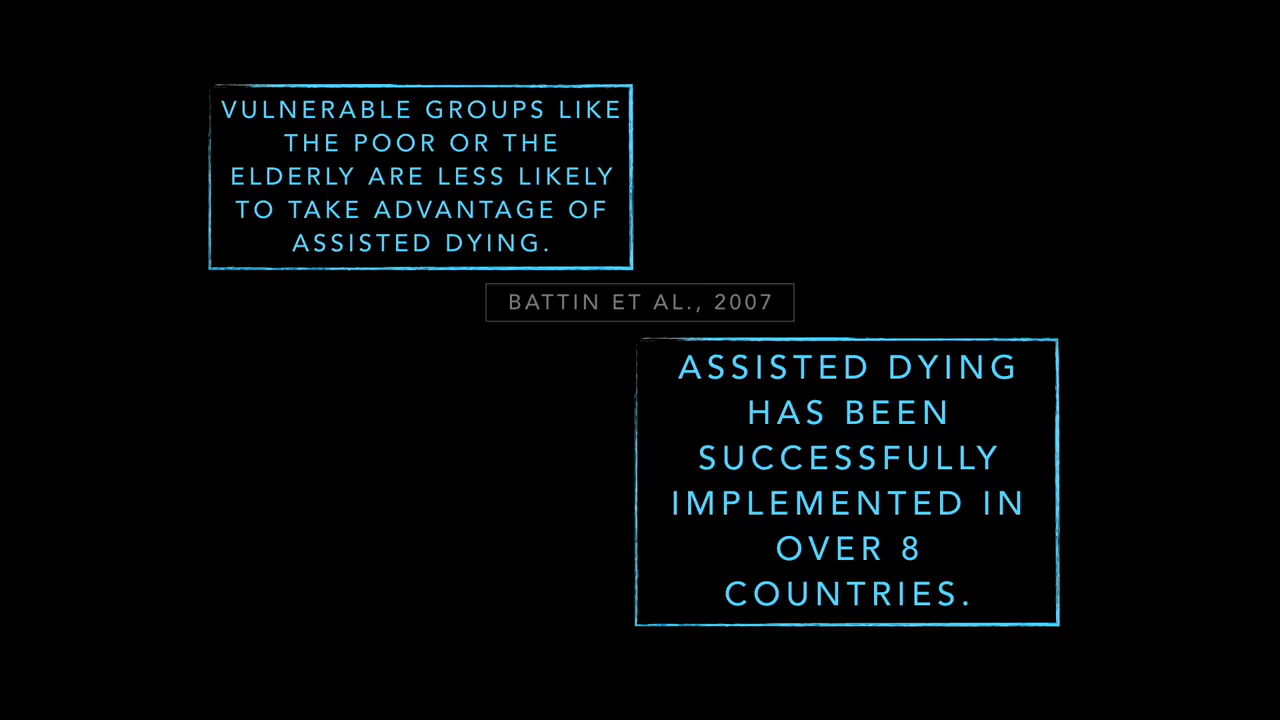 VULNERABLE GROUPS LIKE
THE POOR OR THE
ELDERLY ARE LESS LIKELY
TO TAKE ADVANTAGE OF
ASSISTED DYING.
BATTIN ET AL., 2007
ASSISTED DYING
HAS BEEN
SUCCESSFULLY
IMPLEMENTED IN
OVER 8
COUNTRIES.